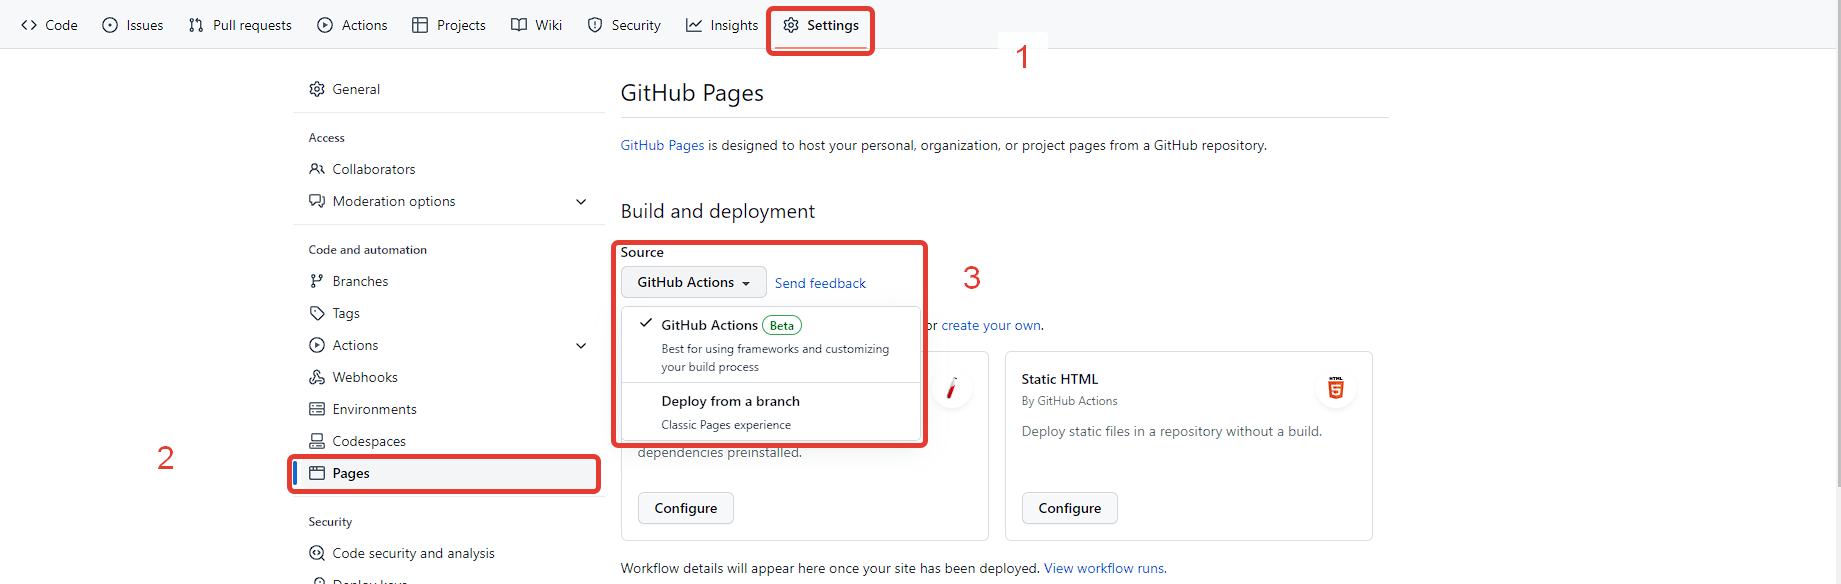 Code Issues Pull requests Actions Projects Wiki Security Insights Settings
1
General
Access
Collaborators
Moderation options
Code and automation
Branches
Tags
Actions
Webhooks
Environments
Codespaces
2
Pages
Security
Code security and analysis
Deploy keys
GitHub Pages
GitHub Pages is designed to host your personal, organization, or project pages from a GitHub repository.
Build and deployment
Source
3
GitHub Actions Send feedback
GitHub Actions Beta
Best for using frameworks and customizing
your build process
Deploy from a branch
Classic Pages experience
or create your own.
dependencies preinstalled.
Configure
Static HTML
By GitHub Actions
HTML
5
Deploy static files in a repository without a build.
Configure
Workflow details will appear here once your site has been deployed. View workflow runs.